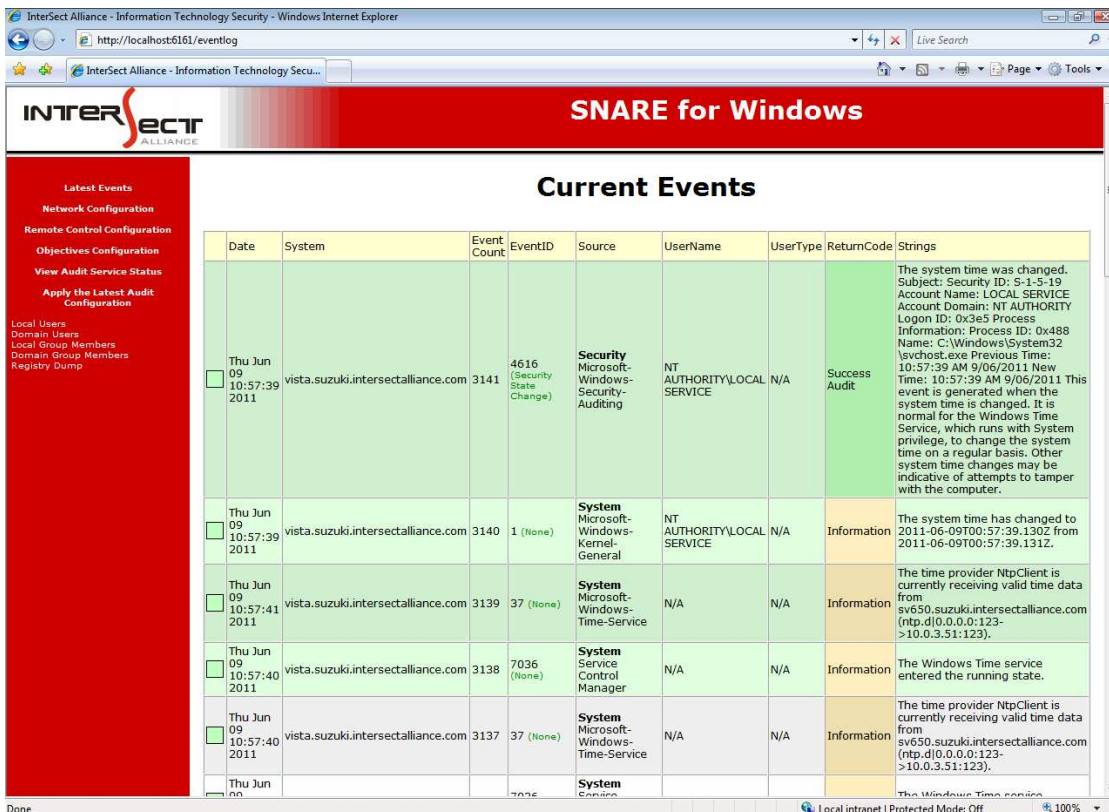 InterSect Alliance - Information Technology Security - Windows Internet Explorer
http://localhost:6161/eventlog
Live Search
InterSect Alliance - Information Technology Secu...
Page
Tools
INTERSECT
ALLIANCE
SNARE for Windows
Latest Events
Network Configuration
Remote Control Configuration
Objectives Configuration
View Audit Service Status
Apply the Latest Audit
Configuration
Local Users
Domain Users
Local Group Members
Domain Group Members
Registry Dump
Current Events
Date System Event Count EventID Source UserName UserType ReturnCode Strings
Thu Jun
09
10:57:39
2011
vista.suzuki.intersectalliance.com
3141
4616
(Security
State
Change)
Security
Microsoft-
Windows-
Security-
Auditing
NT
AUTHORITY\LOCAL
SERVICE
N/A
Success
Audit
The system time was changed.
Subject: Security ID: S-1-5-19
Account Name: LOCAL SERVICE
Account Domain: NT AUTHORITY
Logon ID: 0x3e5 Process
Information: Process ID: 0x488
Name: C:\Windows\System32
\svchost.exe Previous Time:
10:57:39 AM 9/06/2011 New
Time: 10:57:39 AM 9/06/2011 This
event is generated when the
system time is changed. It is
normal for the Windows Time
Service, which runs with System
privilege, to change the system
time on a regular basis. Other
system time changes may be
indicative of attempts to tamper
with the computer.
Thu Jun
09
10:57:39
2011
vista.suzuki.intersectalliance.com
3140
1 (None)
System
Microsoft-
Windows-
Kernel-
General
NT
AUTHORITY\LOCAL
SERVICE
N/A
Information
The system time has changed to
2011-06-09T00:57:39.130Z from
2011-06-09T00:57:39.131Z.
Thu Jun
09
10:57:41
2011
vista.suzuki.intersectalliance.com
3139
37 (None)
System
Microsoft-
Windows-
Time-Service
N/A
N/A
Information
The time provider NtpClient is
currently receiving valid time data
from
sv650.suzuki.intersectalliance.com
(ntp.d|0.0.0.0:123-
>10.0.3.51:123).
Thu Jun
09
10:57:40
2011
vista.suzuki.intersectalliance.com
3138
7036
(None)
System
Service
Control
Manager
N/A
N/A
Information
The Windows Time service
entered the running state.
Thu Jun
09
10:57:40
2011
vista.suzuki.intersectalliance.com
3137
37 (None)
System
Microsoft-
Windows-
Time-Service
N/A
N/A
Information
The time provider NtpClient is
currently receiving valid time data
from
sv650.suzuki.intersectalliance.com
(ntp.d|0.0.0.0:123-
>10.0.3.51:123).
Thu Jun
System
The Windows Time service
Done
Local intranet | Protected Mode: Off
100%